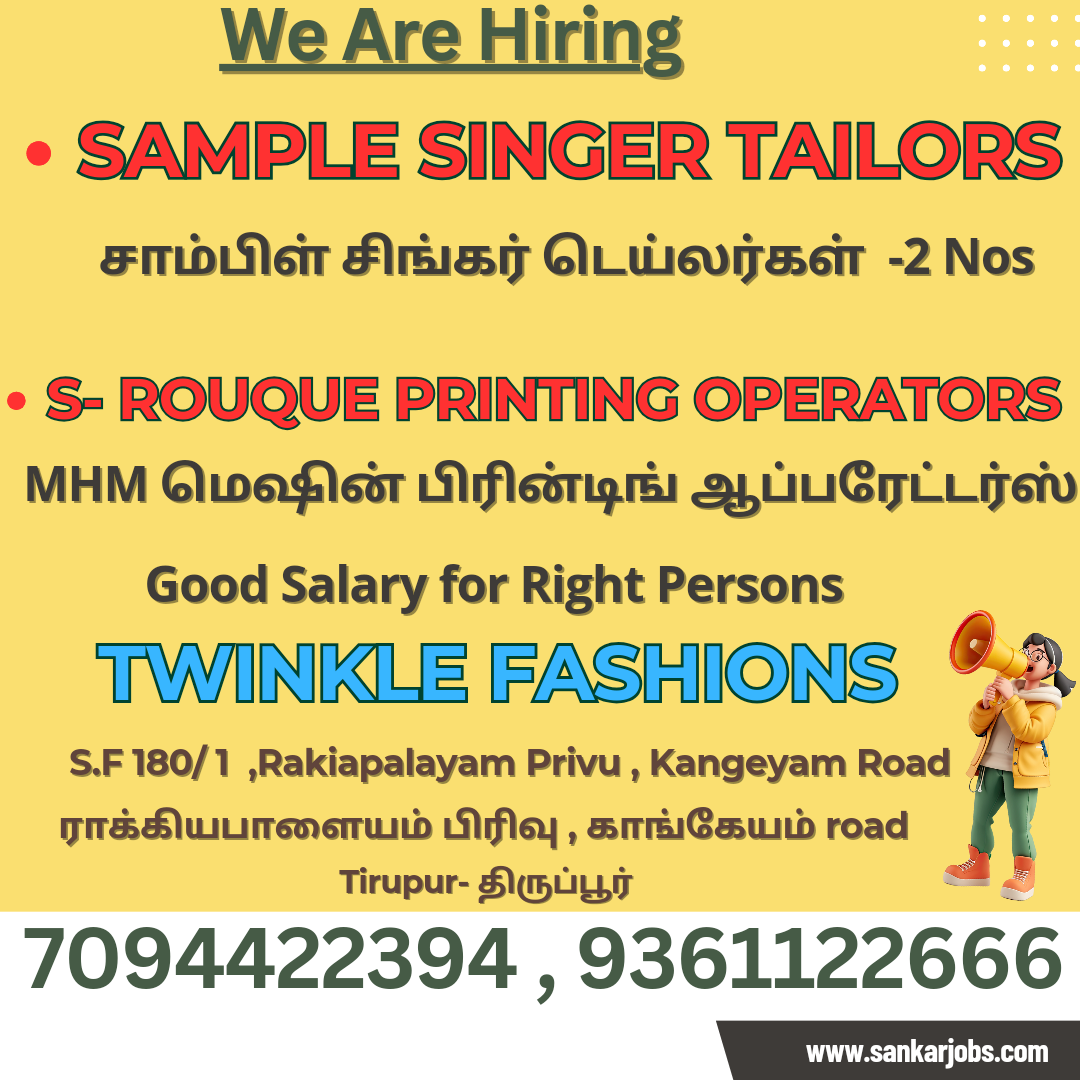 We Are Hiring
• SAMPLE SINGER TAILORS
சாம்பிள் சிங்கர் டெய்லர்கள் -2 Nos
• S- ROUQUE PRINTING OPERATORS
MHM மெஷின் பிரின்டிங் ஆப்பரேட்டர்ஸ்
Good Salary for Right Persons
TWINKLE FASHIONS
S.F 180/ 1 ,Rakiapalayam Privu , Kangeyam Road
ராக்கியபாளையம் பிரிவு , காங்கேயம் road
Tirupur- திருப்பூர்
7094422394 , 9361122666
www.sankarjobs.com